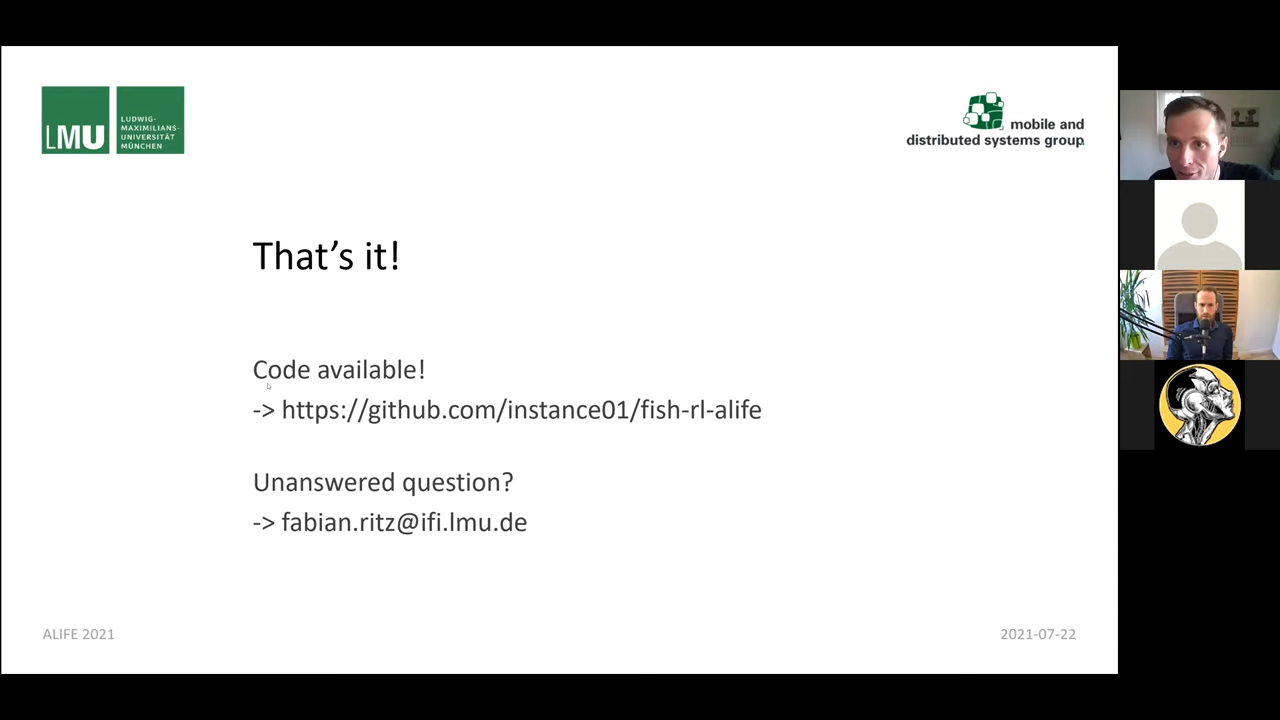 LMU
LUDWIG-
MAXIMILIANS-
UNIVERSITÄT
MÜNCHEN
mobile and
distributed systems group
That's it!
Code available!
-> https://github.com/instance01/fish-rl-alife
Unanswered question?
-> fabian.ritz@ifi.lmu.de
ALIFE 2021
2021-07-22